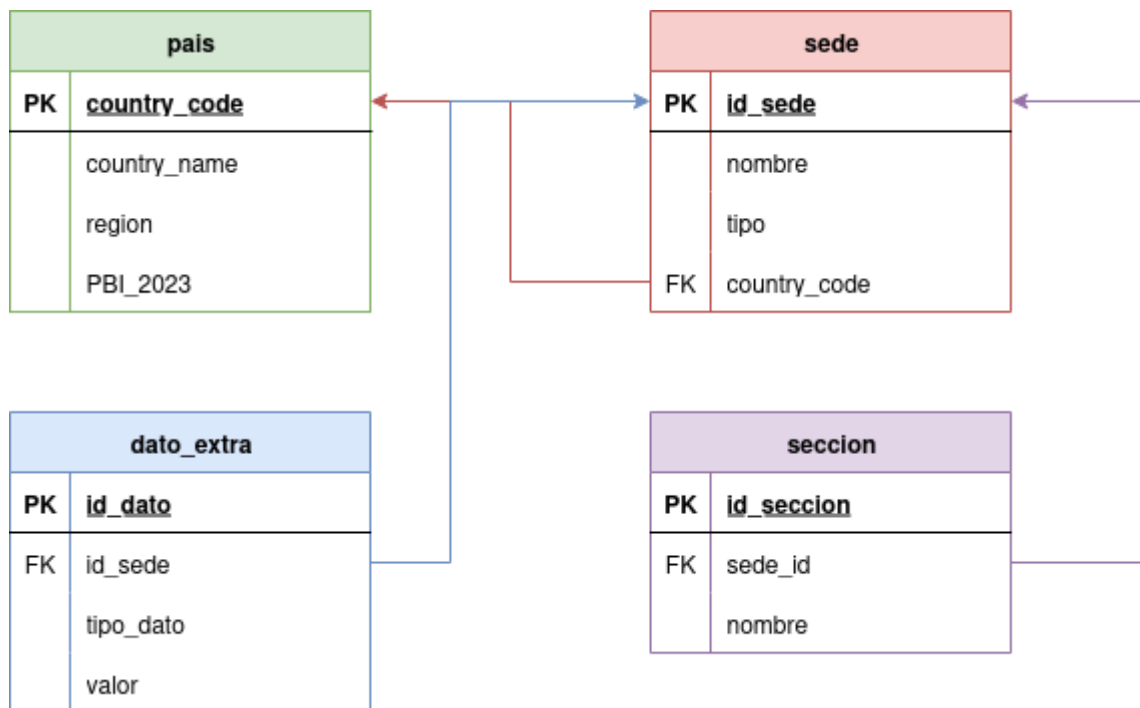 pais
PK country_code
country_name
region
PBI_2023
sede
PK id_sede
nombre
tipo
FK country_code
dato_extra
PK id_dato
FK id_sede
tipo_dato
valor
seccion
PK id_seccion
FK sede_id
nombre